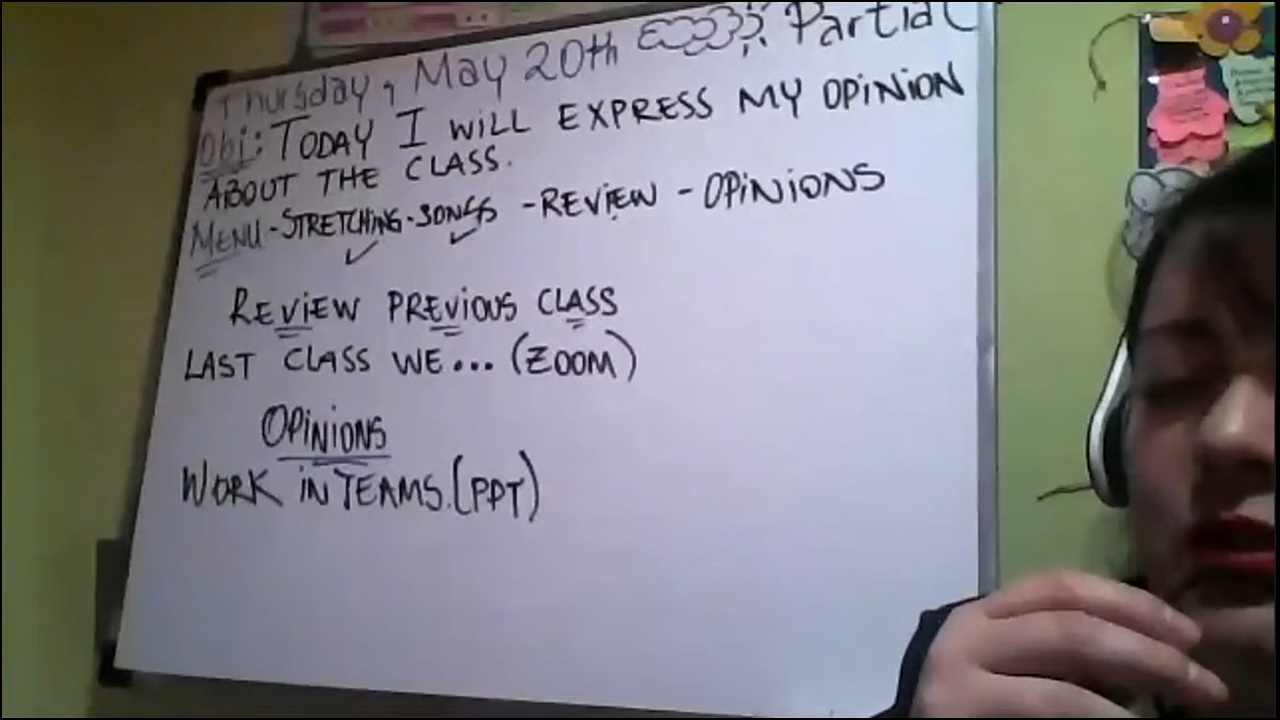 Thursday, May 20th Partial
Obj: TODAY I WILL EXPRESS MY OPINION
ABOUT THE CLASS.
MENU - STRETCHING - SONGS - REVIEW - OPINIONS
REVIEW PREVIOUS CLASS
LAST CLASS WE... (ZOOM)
OPINIONS
WORK IN TEAMS. (PPT)